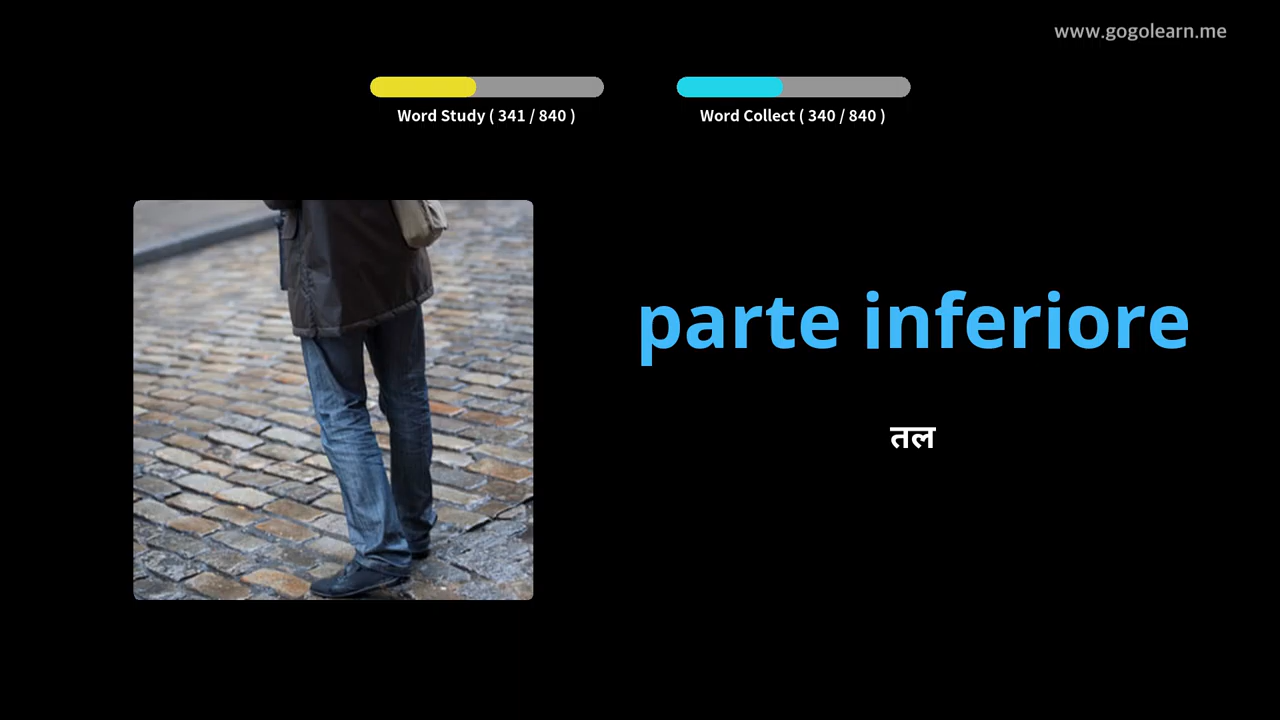 www.gogolearn.me
Word Study ( 341 / 840 )
Word Collect ( 340 / 840 )
parte inferiore
तल